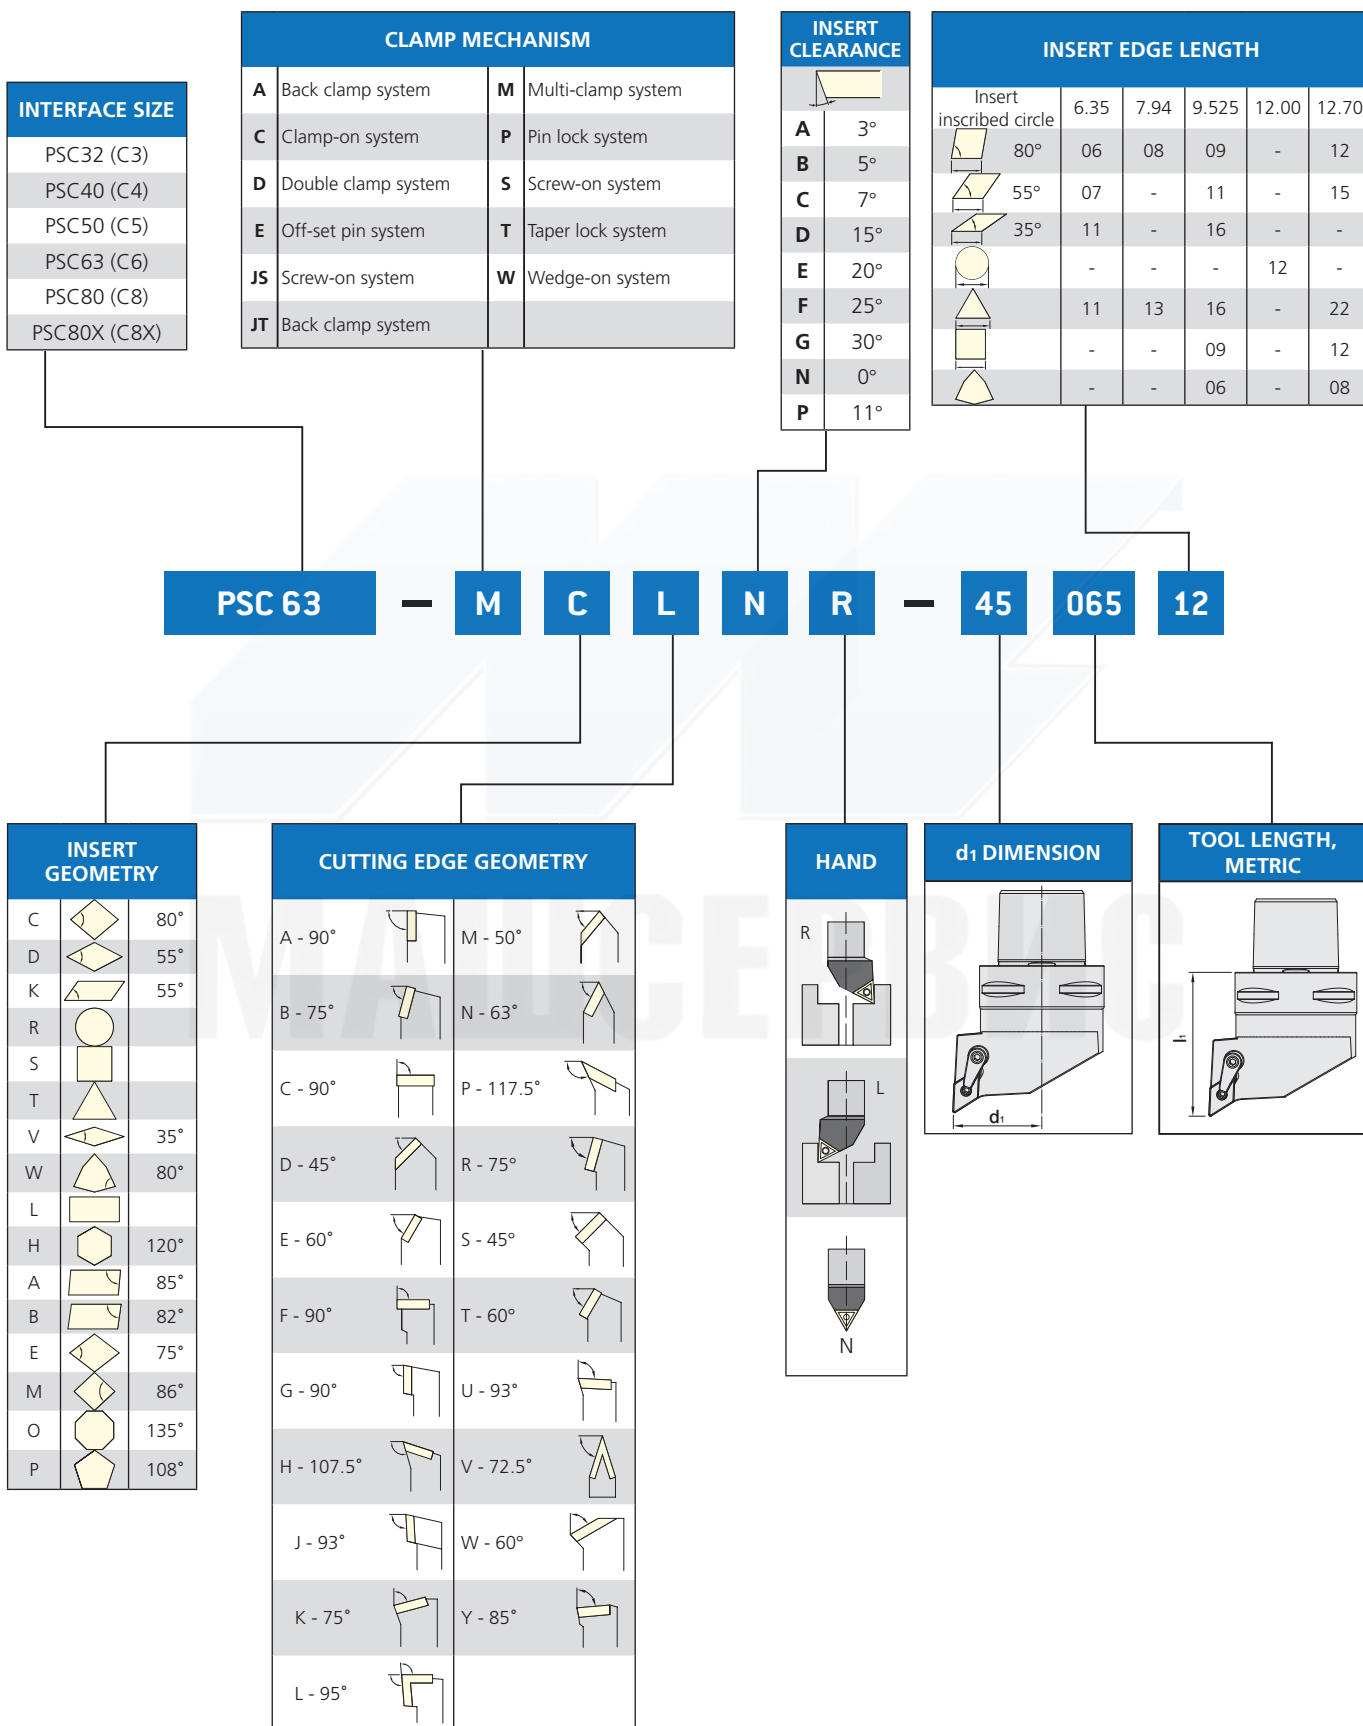 CLAMP MECHANISM
A Back clamp system M Multi-clamp system
C Clamp-on system P Pin lock system
D Double clamp system S Screw-on system
E Off-set pin system T Taper lock system
JS Screw-on system W Wedge-on system
JT Back clamp system
INSERT
CLEARANCE
A 3°
B 5°
C 7°
D 15°
E 20°
F 25°
G 30°
N 0°
P 11°
INSERT EDGE LENGTH
Insert
inscribed circle 6.35 7.94 9.525 12.00 12.70
80° 06 08 09 - 12
55° 07 - 11 - 15
35° 11 - 16 - -
- - - 12 -
11 13 16 - 22
- - 09 - 12
- - 06 - 08
INTERFACE SIZE
PSC32 (C3)
PSC40 (C4)
PSC50 (C5)
PSC63 (C6)
PSC80 (C8)
PSC80X (C8X)
PSC 63 - M C L N R - 45 065 12
INSERT
GEOMETRY
C 80°
D 55°
K 55°
R
S
T
V 35°
W 80°
L
H 120°
A 85°
B 82°
E 75°
M 86°
O 135°
P 108°
CUTTING EDGE GEOMETRY
A - 90° M - 50°
B - 75° N - 63°
C - 90° P - 117.5°
D - 45° R - 75°
E - 60° S - 45°
F - 90° T - 60°
G - 90° U - 93°
H - 107.5° V - 72.5°
J - 93° W - 60°
K - 75° Y - 85°
L - 95°
HAND
R
L
N
d1 DIMENSION
d1
TOOL LENGTH,
METRIC
l1
МАИСЕРВИС